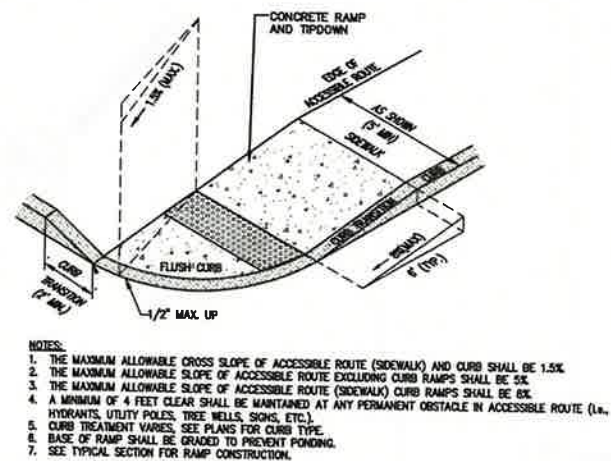 CONCRETE RAMP
AND TIPDOWN
1.5% (MAX.)
EDGE OF
ACCESSIBLE ROUTE
AS SHOWN
(5' MIN.)
SIDEWALK
CURB
CURB TRANSITION
8%(MAX)
6' (TYP.)
FLUSH CURB
CURB
TRANSITION
(2' MIN.)
1/2" MAX. UP
NOTES:
1. THE MAXIMUM ALLOWABLE CROSS SLOPE OF ACCESSIBLE ROUTE (SIDEWALK) AND CURB SHALL BE 1.5%.
2. THE MAXIMUM ALLOWABLE SLOPE OF ACCESSIBLE ROUTE EXCLUDING CURB RAMPS SHALL BE 5%.
3. THE MAXIMUM ALLOWABLE SLOPE OF ACCESSIBLE ROUTE (SIDEWALK) CURB RAMPS SHALL BE 8%.
4. A MINIMUM OF 4 FEET CLEAR SHALL BE MAINTAINED AT ANY PERMANENT OBSTACLE IN ACCESSIBLE ROUTE (i.e.,
HYDRANTS, UTILITY POLES, TREE WELLS, SIGNS, ETC.).
5. CURB TREATMENT VARIES, SEE PLANS FOR CURB TYPE.
6. BASE OF RAMP SHALL BE GRADED TO PREVENT PONDING.
7. SEE TYPICAL SECTION FOR RAMP CONSTRUCTION.